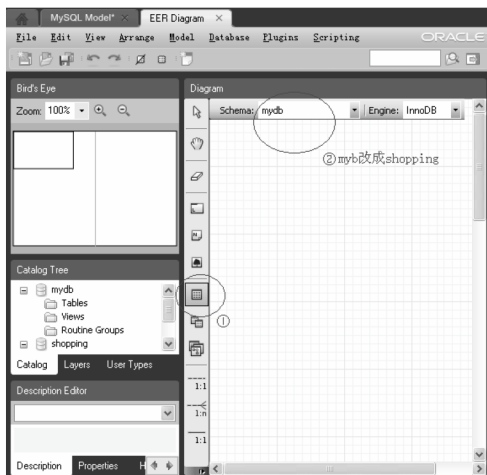 MySQL Model* × EER Diagram ×
File Edit View Arrange Model Database Plugins Scripting ORACLE
Bird's Eye
Zoom: 100%
Diagram
Schema: mydb Engine: InnoDB
②myb改成shopping
Catalog Tree
mydb
Tables
Views
Routine Groups
shopping
①
Catalog Layers User Types
1:1
Description Editor
1:n
1:1
Description Properties H